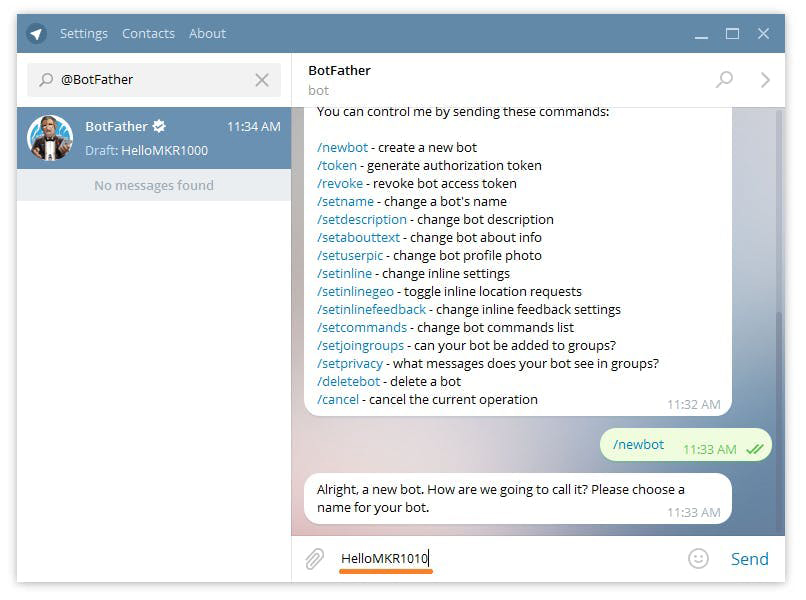 Settings Contacts About
@BotFather
BotFather 11:34 AM
Draft: HelloMKR1000
No messages found
BotFather
bot
You can control me by sending these commands:
/newbot - create a new bot
/token - generate authorization token
/revoke - revoke bot access token
/setname - change a bot's name
/setdescription - change bot description
/setabouttext - change bot about info
/setuserpic - change bot profile photo
/setinline - change inline settings
/setinlinegeo - toggle inline location requests
/setinlinefeedback - change inline feedback settings
/setcommands - change bot commands list
/setjoingroups - can your bot be added to groups?
/setprivacy - what messages does your bot see in groups?
/deletebot - delete a bot
/cancel - cancel the current operation
11:32 AM
/newbot 11:33 AM
Alright, a new bot. How are we going to call it? Please choose a
name for your bot.
11:33 AM
HelloMKR1010
Send